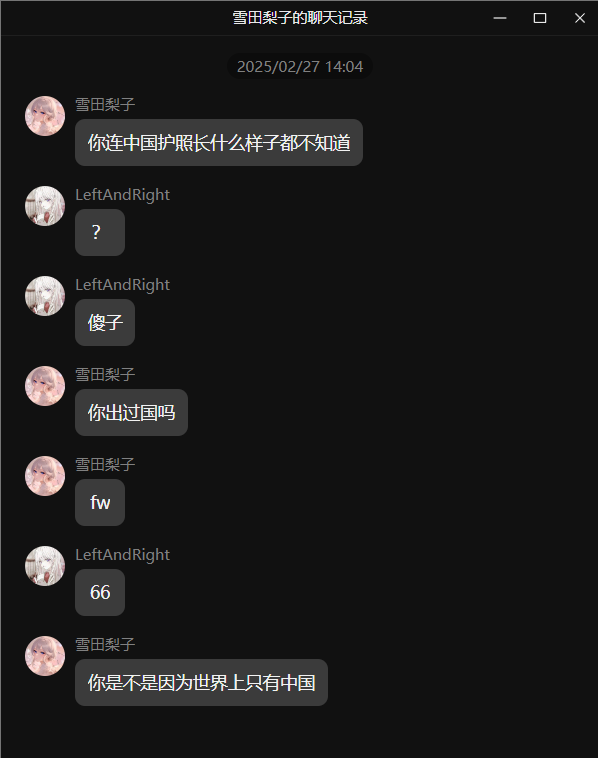 雪田梨子的聊天记录
2025/02/27 14:04
雪田梨子
你连中国护照长什么样子都不知道
LeftAndRight
？
LeftAndRight
傻子
雪田梨子
你出过国吗
雪田梨子
fw
LeftAndRight
66
雪田梨子
你是不是因为世界上只有中国